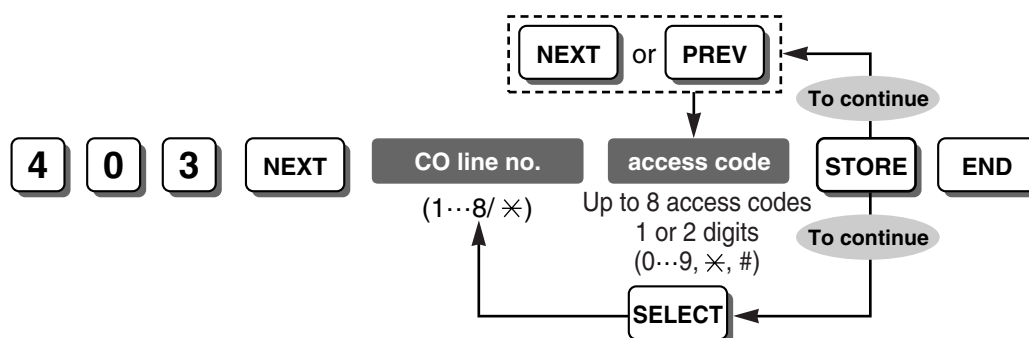 NEXT or PREV
To continue
4 0 3 NEXT CO line no. access code STORE END
(1···8/ ✳)
Up to 8 access codes
1 or 2 digits
(0···9, ✳, #)
To continue
SELECT